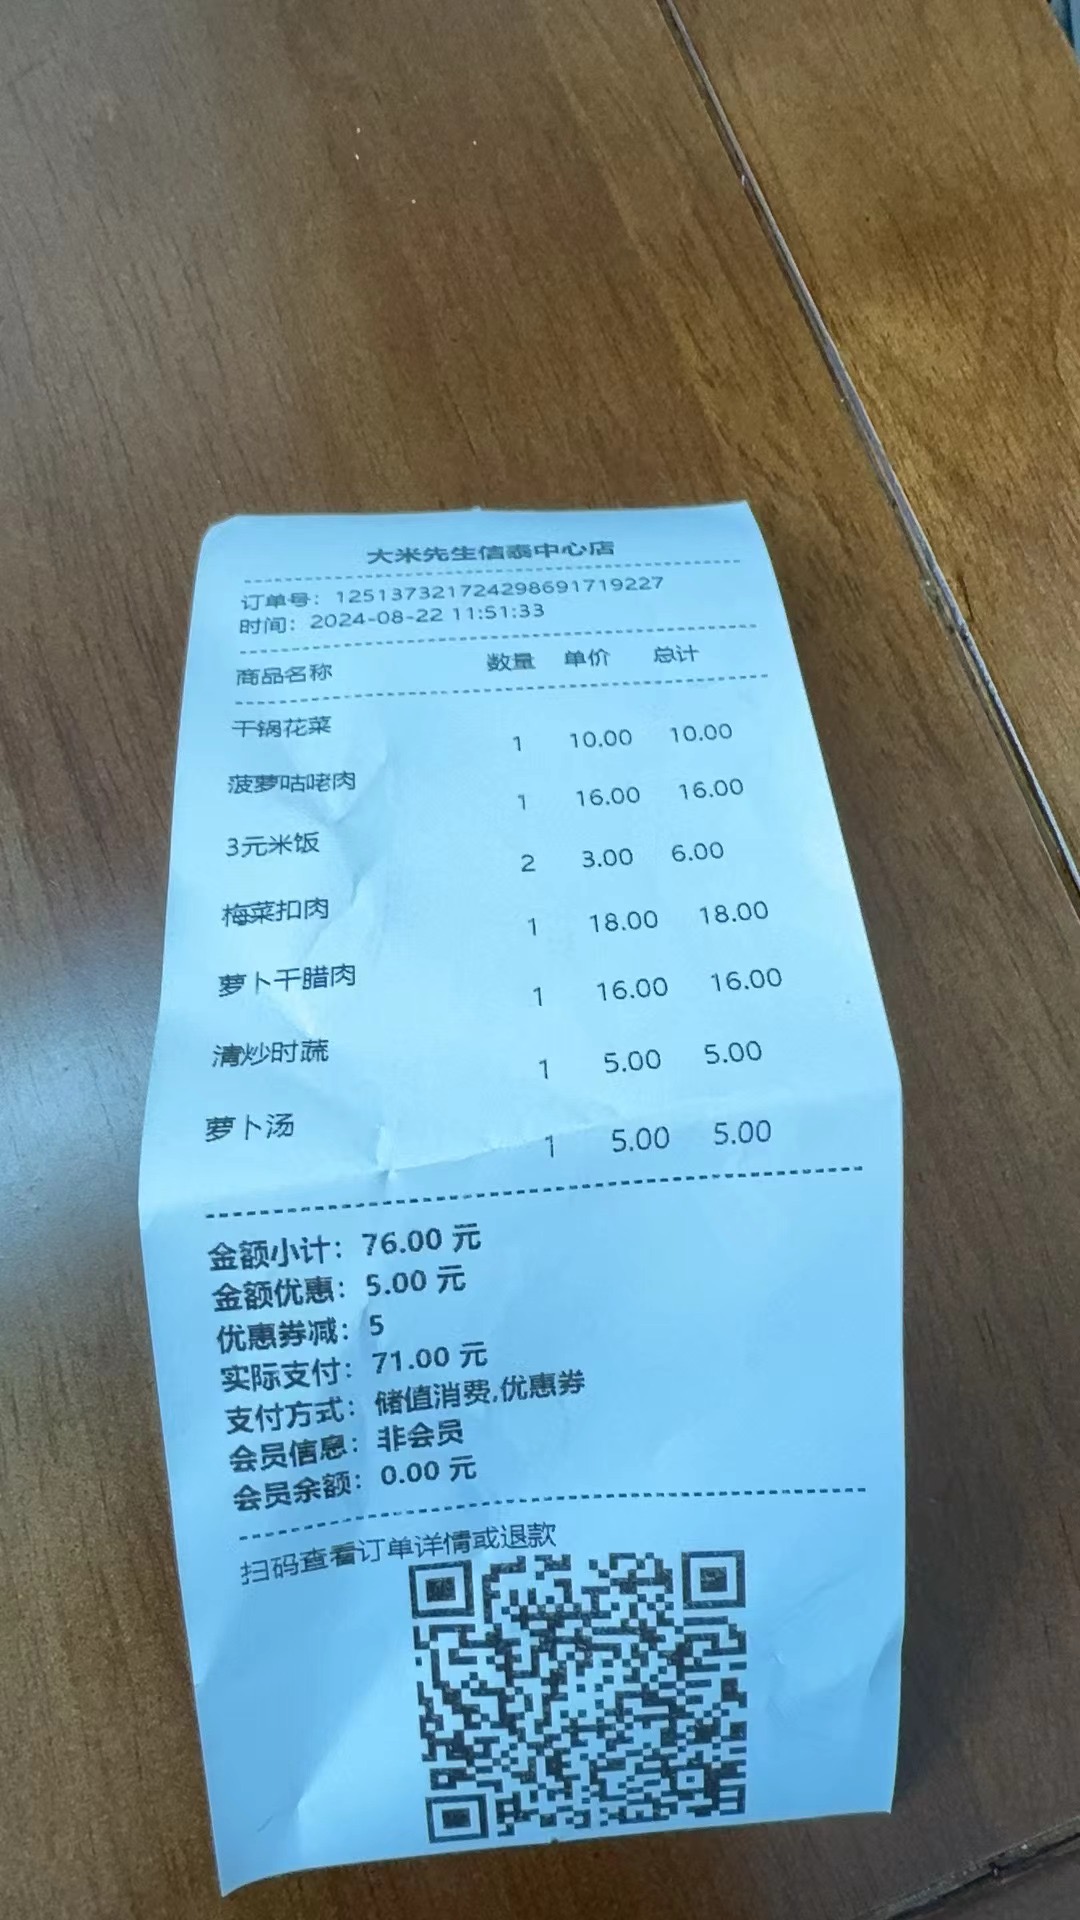 大米先生信泰中心店
订单号：125137321724298691719227
时间：2024-08-22 11:51:33
商品名称 数量 单价 总计
干锅花菜 1 10.00 10.00
菠萝咕咾肉 1 16.00 16.00
3元米饭 2 3.00 6.00
梅菜扣肉 1 18.00 18.00
萝卜干腊肉 1 16.00 16.00
清炒时蔬 1 5.00 5.00
萝卜汤 1 5.00 5.00
金额小计：76.00 元
金额优惠：5.00 元
优惠券减：5
实际支付：71.00 元
支付方式：储值消费,优惠券
会员信息：非会员
会员余额：0.00 元
扫码查看订单详情或退款